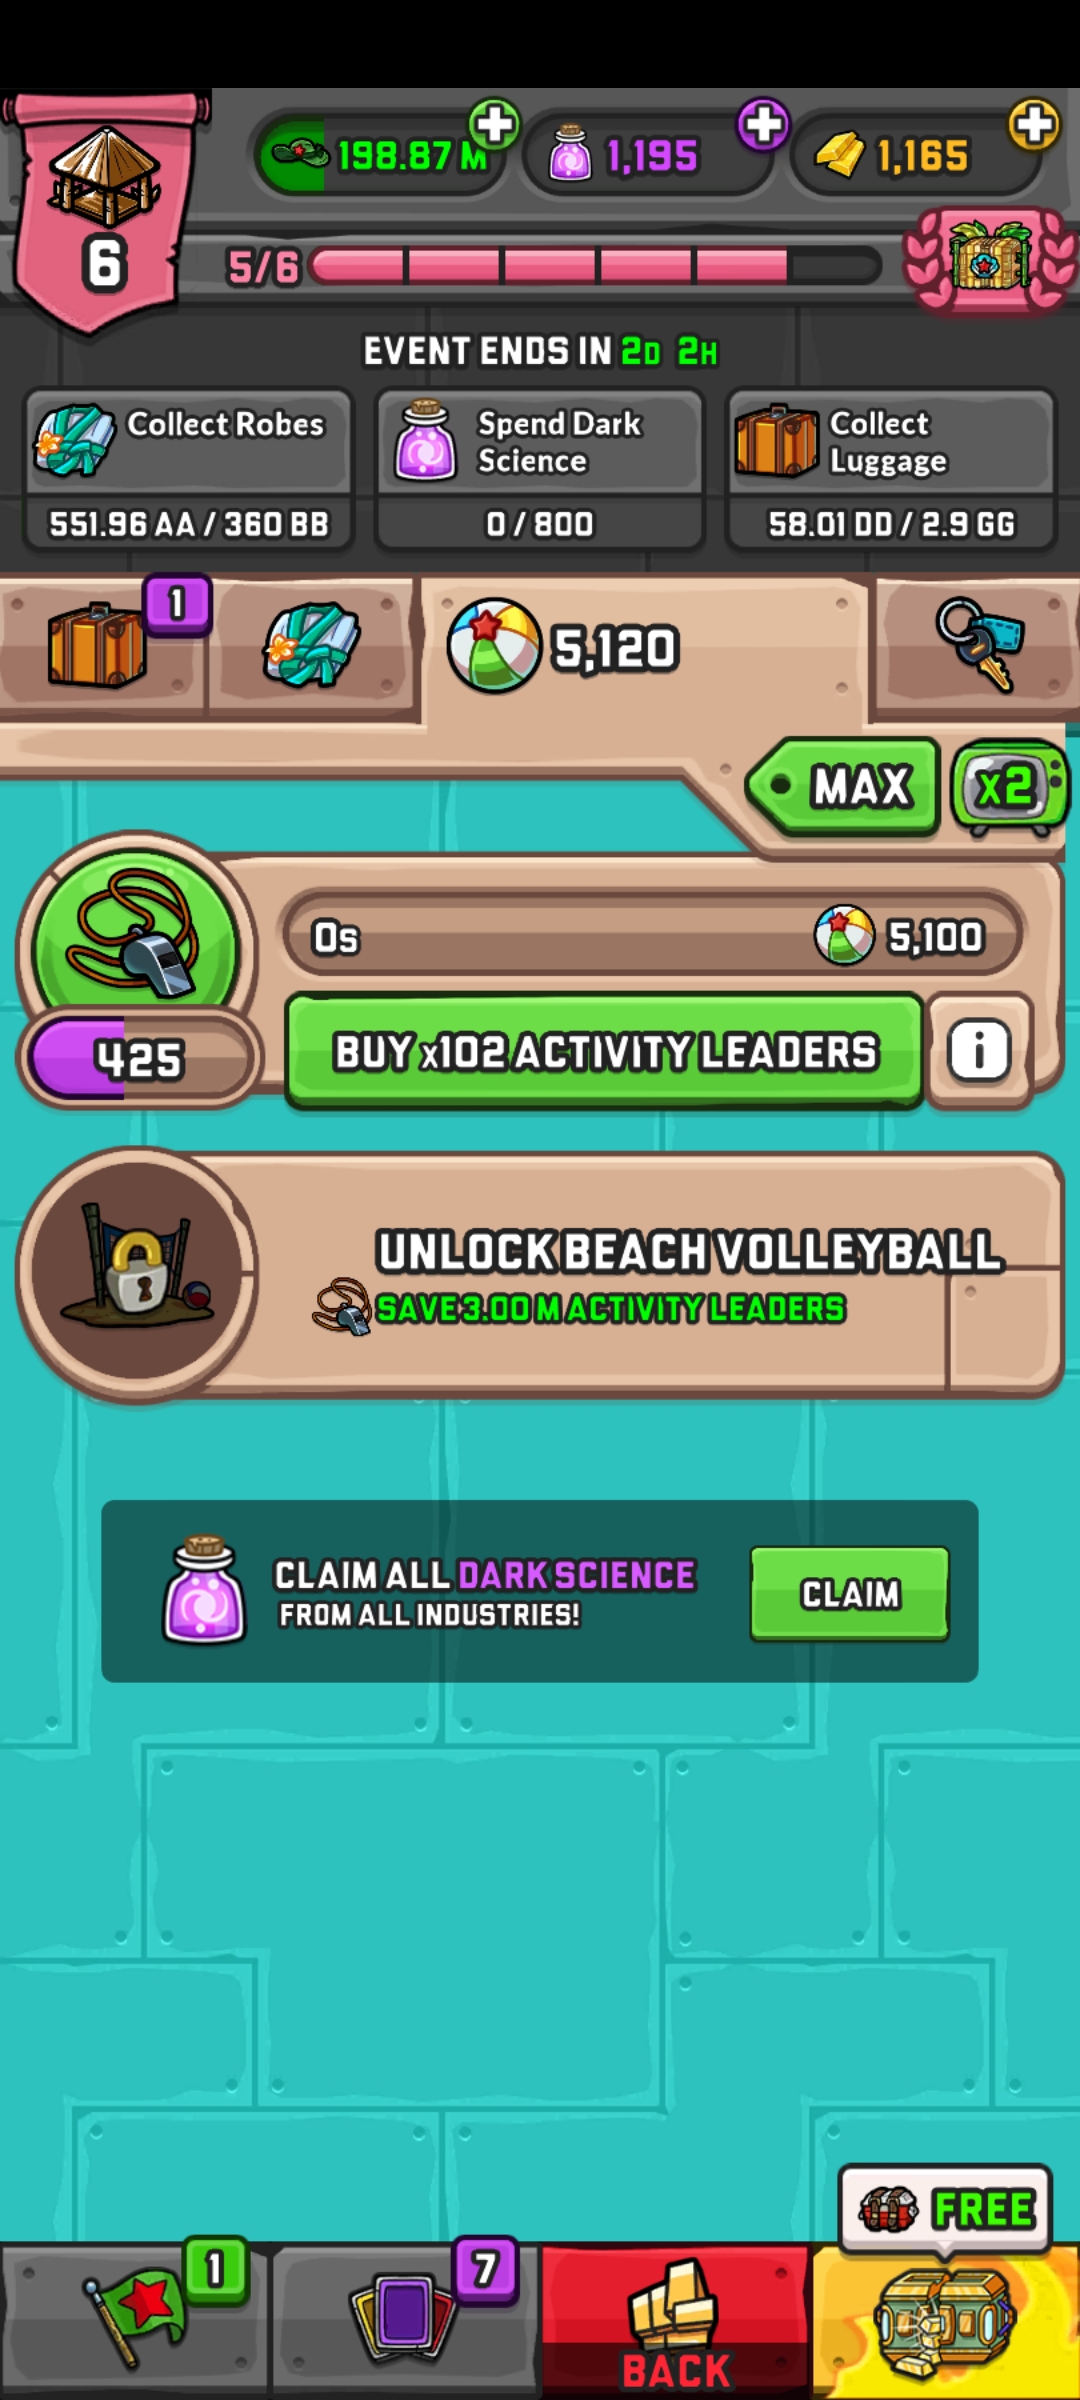 198.87 M
1,195
1,165
6
5/6
EVENT ENDS IN 2D 2H
Collect Robes
551.96 AA / 360 BB
Spend Dark
Science
0 / 800
Collect
Luggage
58.01 DD / 2.9 GG
1
5,120
MAX
x2
0s
5,100
425
BUY x102 ACTIVITY LEADERS
i
UNLOCK BEACH VOLLEYBALL
SAVE 3.00 M ACTIVITY LEADERS
CLAIM ALL DARK SCIENCE
FROM ALL INDUSTRIES!
CLAIM
FREE
1
7
BACK